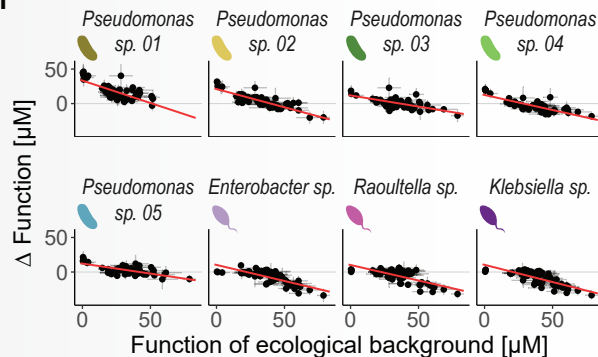 Pseudomonas Pseudomonas Pseudomonas Pseudomonas
sp. 01 sp. 02 sp. 03 sp. 04
50
0
Pseudomonas Enterobacter sp. Raoultella sp. Klebsiella sp.
sp. 05
50
0
0 50 0 50 0 50 0 50
Δ Function [µM]
Function of ecological background [µM]